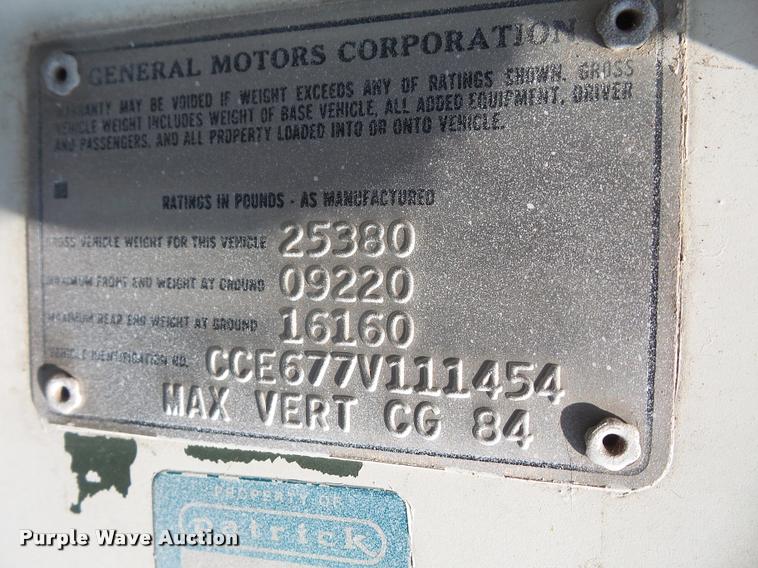 GENERAL MOTORS CORPORATION
WARRANTY MAY BE VOIDED IF WEIGHT EXCEEDS ANY OF RATINGS SHOWN. GROSS
VEHICLE WEIGHT INCLUDES WEIGHT OF BASE VEHICLE, ALL ADDED EQUIPMENT, DRIVER
AND PASSENGERS, AND ALL PROPERTY LOADED INTO OR ONTO VEHICLE.
RATINGS IN POUNDS - AS MANUFACTURED
GROSS VEHICLE WEIGHT FOR THIS VEHICLE 25380
MAXIMUM FRONT END WEIGHT AT GROUND 09220
MAXIMUM REAR END WEIGHT AT GROUND 16160
VEHICLE IDENTIFICATION NO. CCE677V111454
MAX VERT CG 84
PROPERTY OF
Patrick
Purple Wave Auction